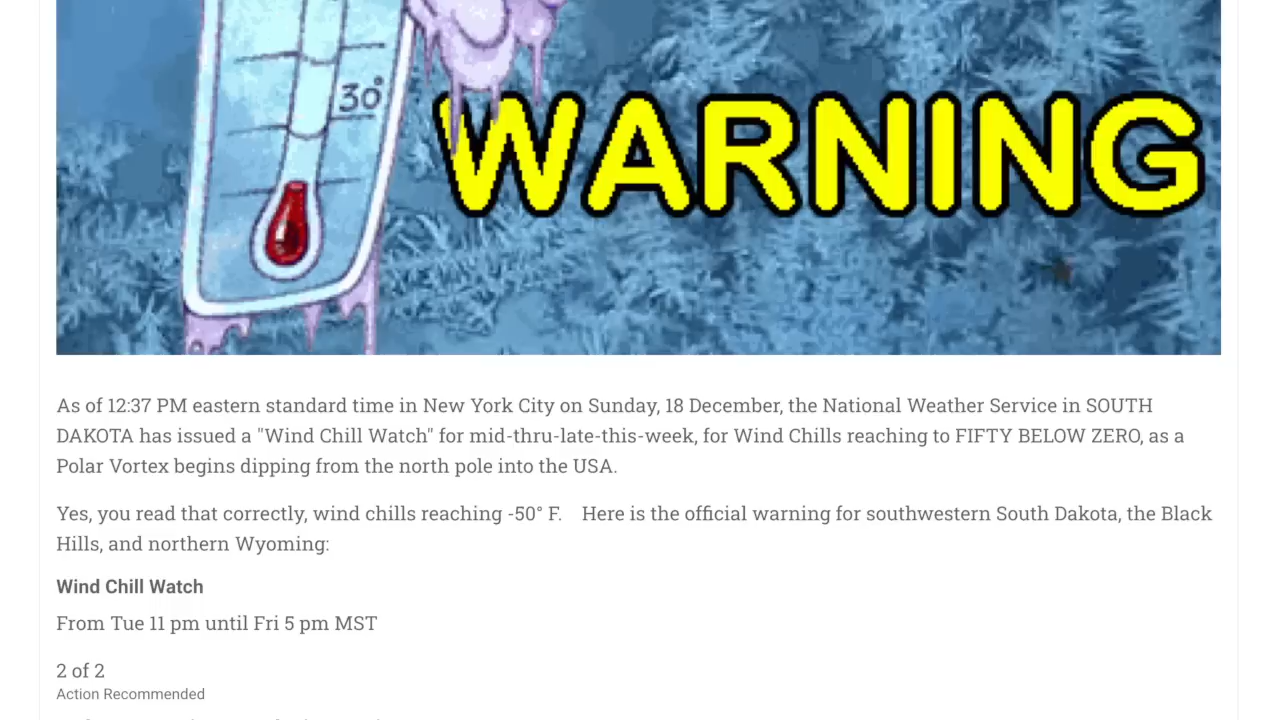 30°
WARNING
As of 12:37 PM eastern standard time in New York City on Sunday, 18 December, the National Weather Service in SOUTH
DAKOTA has issued a "Wind Chill Watch" for mid-thru-late-this-week, for Wind Chills reaching to FIFTY BELOW ZERO, as a
Polar Vortex begins dipping from the north pole into the USA.
Yes, you read that correctly, wind chills reaching -50° F.    Here is the official warning for southwestern South Dakota, the Black
Hills, and northern Wyoming:
Wind Chill Watch
From Tue 11 pm until Fri 5 pm MST
2 of 2
Action Recommended